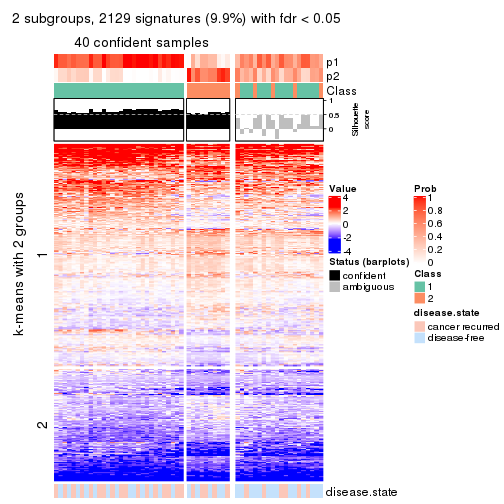 2 subgroups, 2129 signatures (9.9%) with fdr < 0.05
40 confident samples
p1
p2
Class
1
0.5
0
Silhouette
score
k-means with 2 groups
1
2
Value
4
2
0
-2
-4
Status (barplots)
confident
ambiguous
Prob
1
0.8
0.6
0.4
0.2
0
Class
1
2
disease.state
cancer recurred
disease-free
disease.state